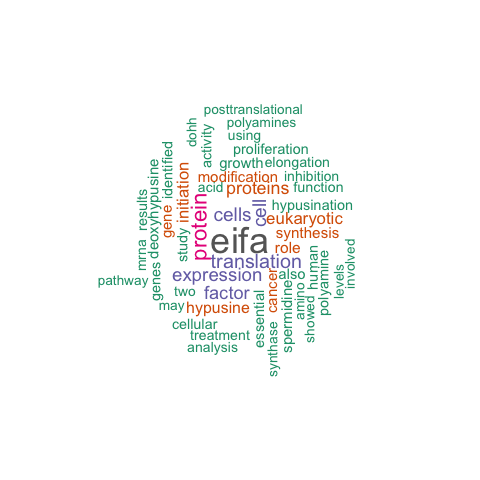 posttranslational
polyamines
dohh
using
activity
proliferation
identified
growth
elongation
deoxyhypusine
initiation
modification
inhibition
acid
proteins
function
results
gene
protein
cells
cell
hypusination
eukaryotic
study
eifa
synthesis
mrna
translation
role
genes
expression
cancer
also
human
polyamine
involved
pathway
two
factor
levels
may
hypusine
essential
spermidine
amino
showed
cellular
treatment
synthase
analysis